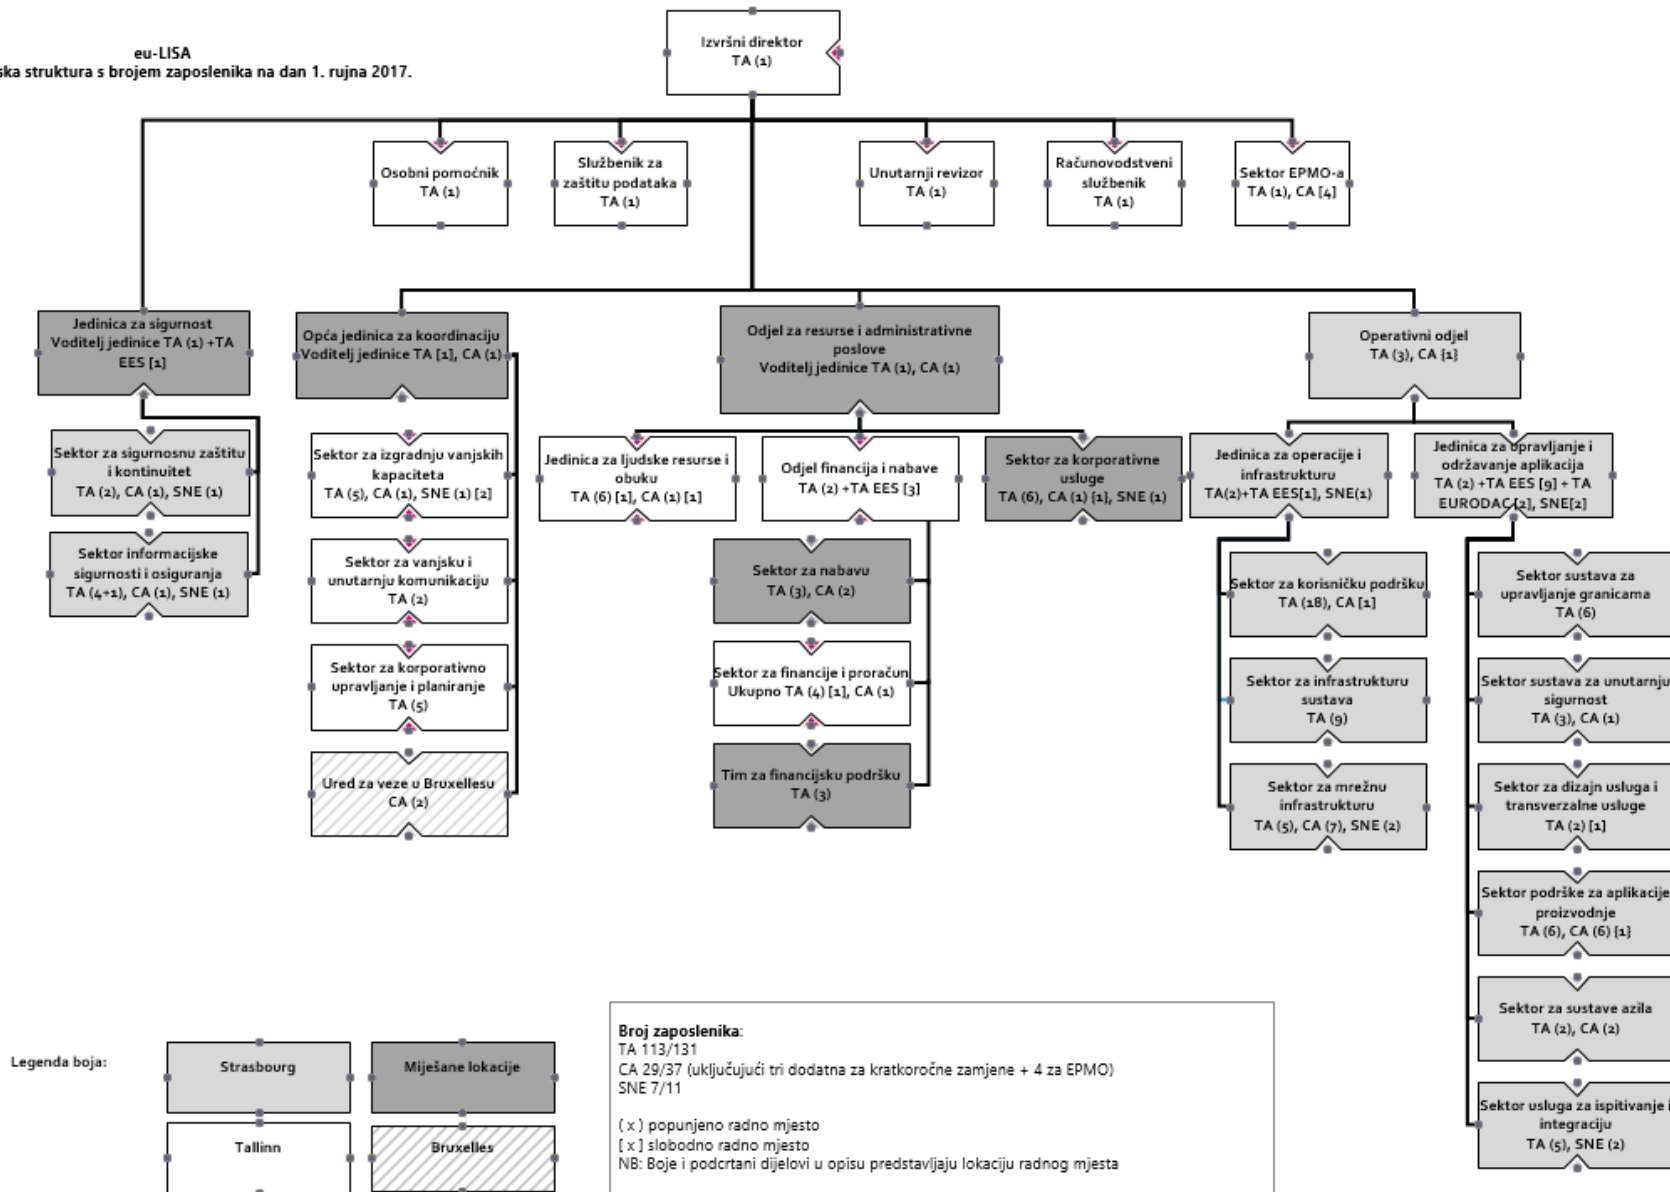 eu-LISA
ska struktura s brojem zaposlenika na dan 1. rujna 2017.
Izvršni direktor
TA (1)
Osobni pomoćnik
TA (1)
Službenik za
zaštitu podataka
TA (1)
Unutarnji revizor
TA (1)
Računovodstveni
službenik
TA (1)
Sektor EPMO-a
TA (1), CA [4]
Jedinica za sigurnost
Voditelj jedinice TA (1) +TA
EES [1]
Opća jedinica za koordinaciju
Voditelj jedinice TA [1], CA (1)
Odjel za resurse i administrativne
poslove
Voditelj jedinice TA (1), CA (1)
Operativni odjel
TA (3), CA {1}
Sektor za sigurnosnu zaštitu
i kontinuitet
TA (2), CA (1), SNE (1)
Sektor informacijske
sigurnosti i osiguranja
TA (4+1), CA (1), SNE (1)
Sektor za izgradnju vanjskih
kapaciteta
TA (5), CA (1), SNE (1) [2]
Sektor za vanjsku i
unutarnju komunikaciju
TA (2)
Sektor za korporativno
upravljanje i planiranje
TA (5)
Ured za veze u Bruxellesu
CA (2)
Jedinica za ljudske resurse i
obuku
TA (6) [1], CA (1) [1]
Odjel financija i nabave
TA (2) +TA EES [3]
Sektor za korporativne
usluge
TA (6), CA (1) [1], SNE (1)
Sektor za nabavu
TA (3), CA (2)
Sektor za financije i proračun
Ukupno TA (4) [1], CA (1)
Tim za financijsku podršku
TA (3)
Jedinica za operacije i
infrastrukturu
TA(2)+TA EES[1], SNE(1)
Jedinica za upravljanje i
održavanje aplikacija
TA (2) +TA EES [9] + TA
EURODAC [2], SNE[2]
Sektor za korisničku podršku
TA (18), CA [1]
Sektor za infrastrukturu
sustava
TA (9)
Sektor za mrežnu
infrastrukturu
TA (5), CA (7), SNE (2)
Sektor sustava za
upravljanje granicama
TA (6)
Sektor sustava za unutarnju
sigurnost
TA (3), CA (1)
Sektor za dizajn usluga i
transverzalne usluge
TA (2) [1]
Sektor podrške za aplikacije
proizvodnje
TA (6), CA (6) {1}
Sektor za sustave azila
TA (2), CA (2)
Sektor usluga za ispitivanje i
integraciju
TA (5), SNE (2)
Legenda boja:
Strasbourg
Miješane lokacije
Tallinn
Bruxelles
Broj zaposlenika:
TA 113/131
CA 29/37 (uključujući tri dodatna za kratkoročne zamjene + 4 za EPMO)
SNE 7/11
( x ) popunjeno radno mjesto
[ x ] slobodno radno mjesto
NB: Boje i podcrtani dijelovi u opisu predstavljaju lokaciju radnog mjesta